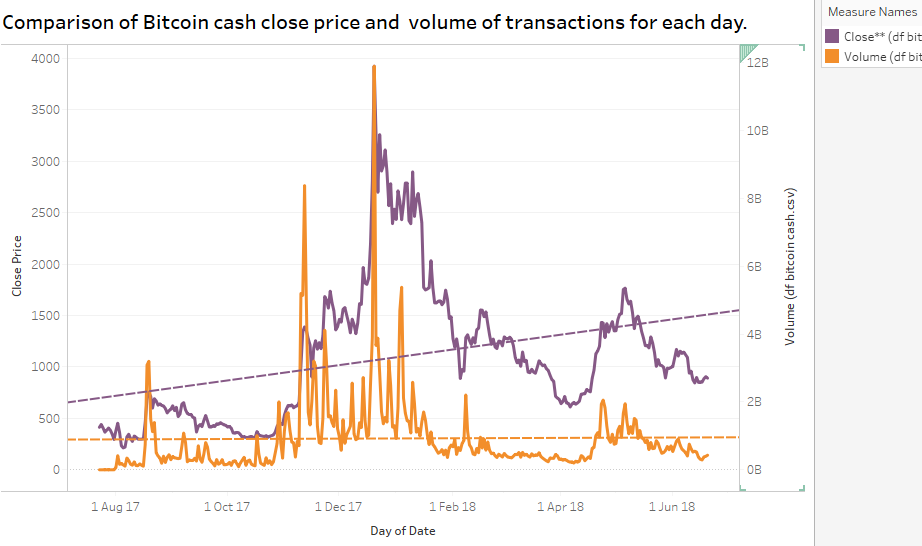 Comparison of Bitcoin cash close price and volume of transactions for each day.
Measure Names
Close** (df bit
Volume (df bit
4000
3500
3000
2500
2000
1500
1000
500
0
Close Price
12B
10B
8B
6B
4B
2B
0B
Volume (df bitcoin cash.csv)
1 Aug 17
1 Oct 17
1 Dec 17
1 Feb 18
1 Apr 18
1 Jun 18
Day of Date